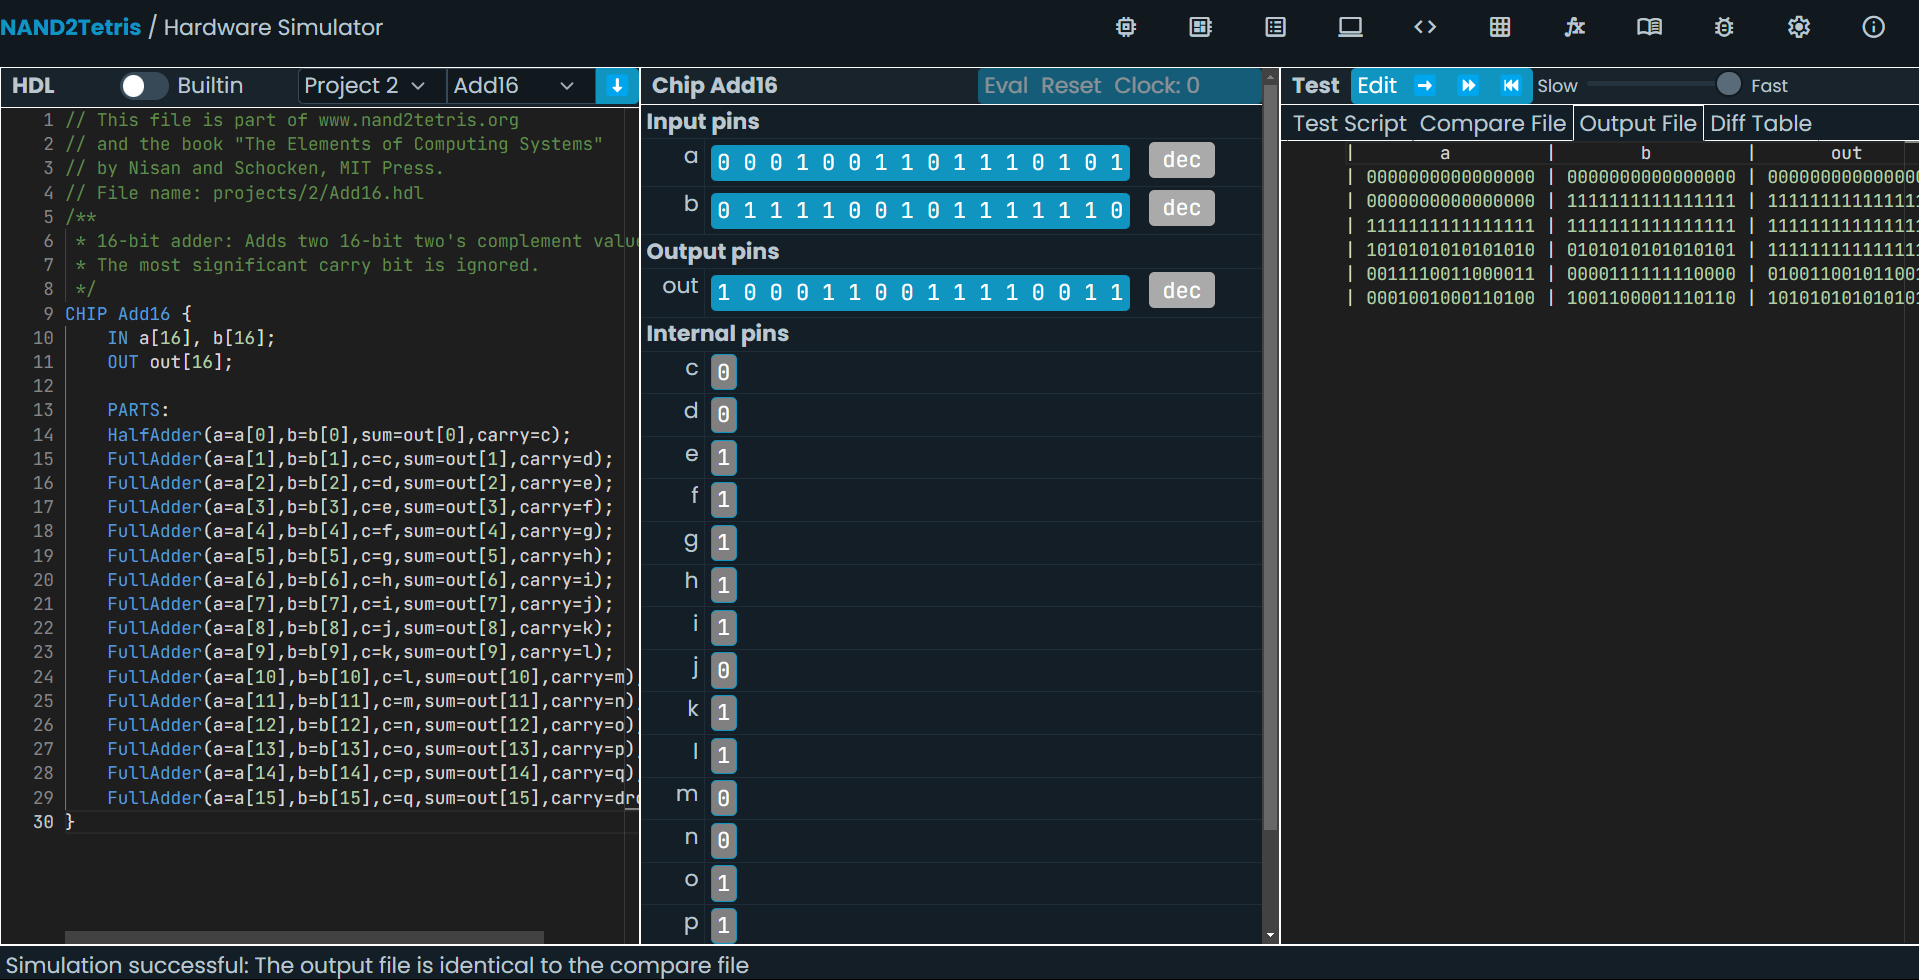 NAND2Tetris / Hardware Simulator
HDL Builtin Project 2 Add16
1 // This file is part of www.nand2tetris.org
2 // and the book "The Elements of Computing Systems"
3 // by Nisan and Schocken, MIT Press.
4 // File name: projects/2/Add16.hdl
5 /**
6 * 16-bit adder: Adds two 16-bit two's complement valu
7 * The most significant carry bit is ignored.
8 */
9 CHIP Add16 {
10 IN a[16], b[16];
11 OUT out[16];
12
13 PARTS:
14 HalfAdder(a=a[0],b=b[0],sum=out[0],carry=c);
15 FullAdder(a=a[1],b=b[1],c=c,sum=out[1],carry=d);
16 FullAdder(a=a[2],b=b[2],c=d,sum=out[2],carry=e);
17 FullAdder(a=a[3],b=b[3],c=e,sum=out[3],carry=f);
18 FullAdder(a=a[4],b=b[4],c=f,sum=out[4],carry=g);
19 FullAdder(a=a[5],b=b[5],c=g,sum=out[5],carry=h);
20 FullAdder(a=a[6],b=b[6],c=h,sum=out[6],carry=i);
21 FullAdder(a=a[7],b=b[7],c=i,sum=out[7],carry=j);
22 FullAdder(a=a[8],b=b[8],c=j,sum=out[8],carry=k);
23 FullAdder(a=a[9],b=b[9],c=k,sum=out[9],carry=l);
24 FullAdder(a=a[10],b=b[10],c=l,sum=out[10],carry=m)
25 FullAdder(a=a[11],b=b[11],c=m,sum=out[11],carry=n)
26 FullAdder(a=a[12],b=b[12],c=n,sum=out[12],carry=o)
27 FullAdder(a=a[13],b=b[13],c=o,sum=out[13],carry=p)
28 FullAdder(a=a[14],b=b[14],c=p,sum=out[14],carry=q)
29 FullAdder(a=a[15],b=b[15],c=q,sum=out[15],carry=dr
30 }
Chip Add16 Eval Reset Clock: 0
Input pins
a 0 0 0 1 0 0 1 1 0 1 1 1 0 1 0 1 dec
b 0 1 1 1 1 0 0 1 0 1 1 1 1 1 1 0 dec
Output pins
out 1 0 0 0 1 1 0 0 1 1 1 1 0 0 1 1 dec
Internal pins
c 0
d 0
e 1
f 1
g 1
h 1
i 1
j 0
k 1
l 1
m 0
n 0
o 1
p 1
Test Edit Slow Fast
Test Script Compare File Output File Diff Table
| a | b | out
| 0000000000000000 | 0000000000000000 | 000000000000000
| 0000000000000000 | 1111111111111111 | 111111111111111
| 1111111111111111 | 1111111111111111 | 111111111111111
| 1010101010101010 | 0101010101010101 | 111111111111111
| 0011110011000011 | 0000111111110000 | 010011001011001
| 0001001000110100 | 1001100001110110 | 101010101010101
Simulation successful: The output file is identical to the compare file